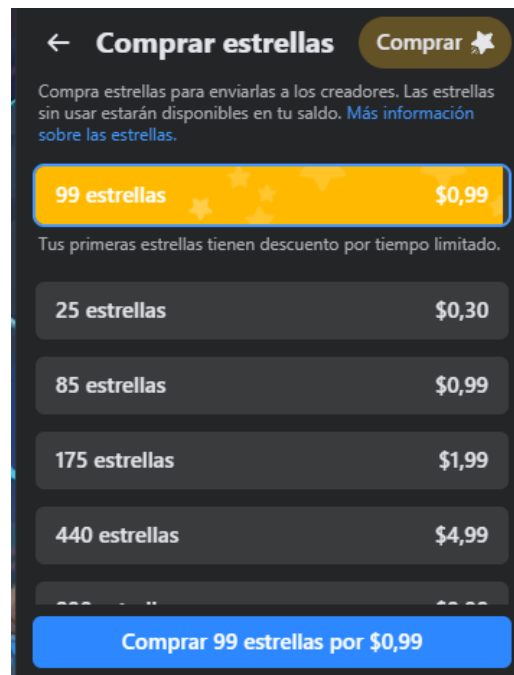 Comprar estrellas
Comprar
Compra estrellas para enviarlas a los creadores. Las estrellas
sin usar estarán disponibles en tu saldo. Más información
sobre las estrellas.
99 estrellas $0,99
Tus primeras estrellas tienen descuento por tiempo limitado.
25 estrellas $0,30
85 estrellas $0,99
175 estrellas $1,99
440 estrellas $4,99
Comprar 99 estrellas por $0,99